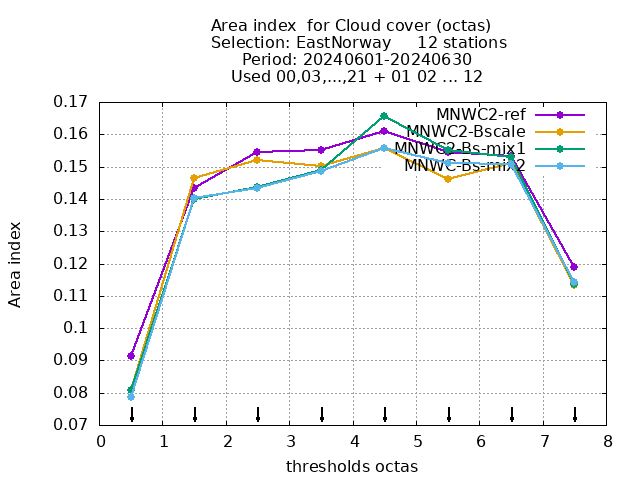 Area index  for Cloud cover (octas)
Selection: EastNorway     12 stations
Period: 20240601-20240630
Used 00,03,...,21 + 01 02 ... 12
MNWC2-ref
MNWC2-Bscale
MNWC2-Bs-mix1
MNWC-Bs-mix2
Area index
0.17
0.16
0.15
0.14
0.13
0.12
0.11
0.1
0.09
0.08
0.07
0 1 2 3 4 5 6 7 8
thresholds octas